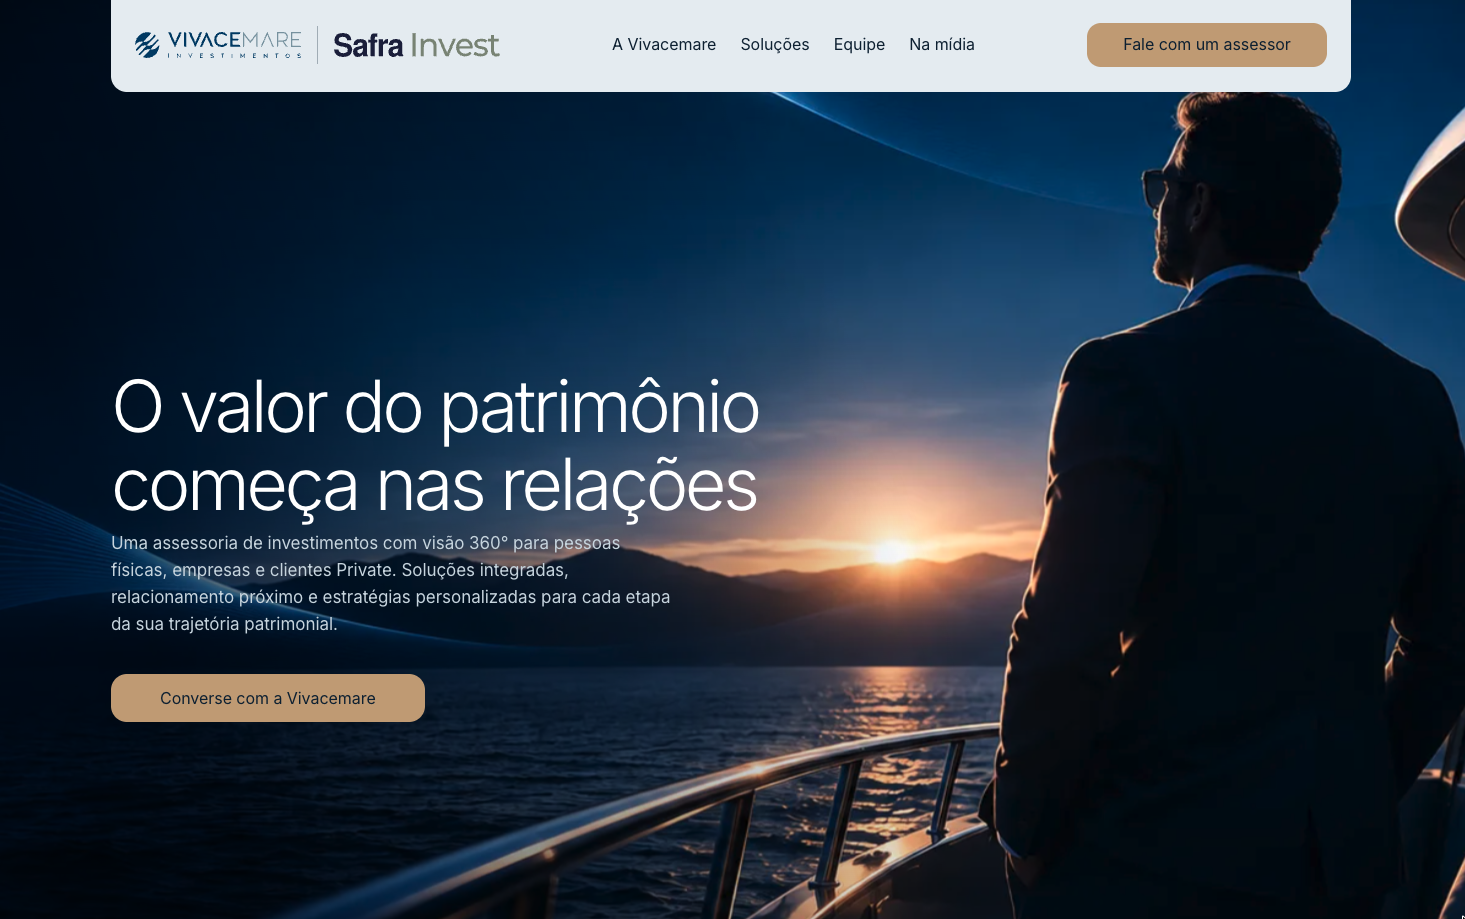 VIVACEMARE
INVESTIMENTOS
Safra Invest
A Vivacemare
Soluções
Equipe
Na mídia
Fale com um assessor
O valor do patrimônio
começa nas relações
Uma assessoria de investimentos com visão 360° para pessoas
físicas, empresas e clientes Private. Soluções integradas,
relacionamento próximo e estratégias personalizadas para cada etapa
da sua trajetória patrimonial.
Converse com a Vivacemare